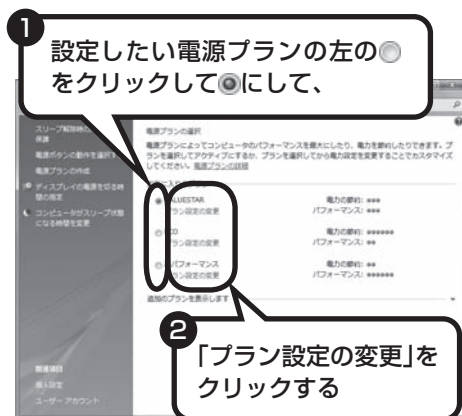 1
設定したい電源プランの左の
をクリックして にして、
スリープ解除時の
保護
電源ボタンの動作を選択す
電源プランの作成
ディスプレイの電源を切る時
間の指定
コンピュータがスリープ状態
になる時間を変更
電源プランの選択
電源プランによってコンピュータのパフォーマンスを最大にしたり、電力を節約したりできます。プ
ランを選択してアクティブにするか、プランを選択してから電力設定を変更することでカスタマイズ
してください。電源プランの詳細
ALUESTAR
プラン設定の変更
電力の節約:
パフォーマンス:
CO
プラン設定の変更
電力の節約:
パフォーマンス:
パフォーマンス
プラン設定の変更
電力の節約:
パフォーマンス:
追加のプランを表示します
2
「プラン設定の変更」を
クリックする
関連項目
個人設定
ユーザー アカウント